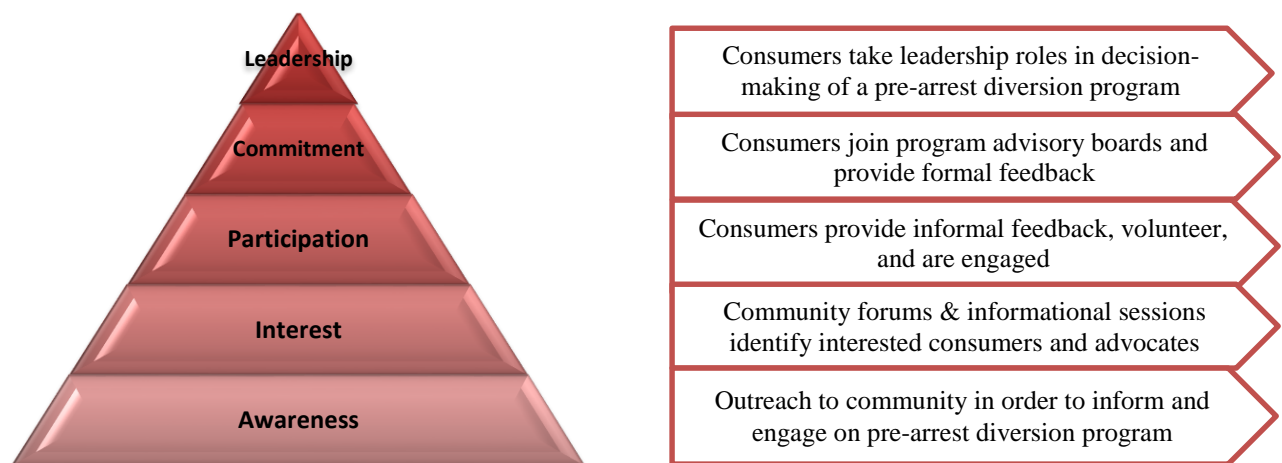 Leadership
Consumers take leadership roles in decision-
making of a pre-arrest diversion program
Commitment
Consumers join program advisory boards and
provide formal feedback
Participation
Consumers provide informal feedback, volunteer,
and are engaged
Interest
Community forums & informational sessions
identify interested consumers and advocates
Awareness
Outreach to community in order to inform and
engage on pre-arrest diversion program